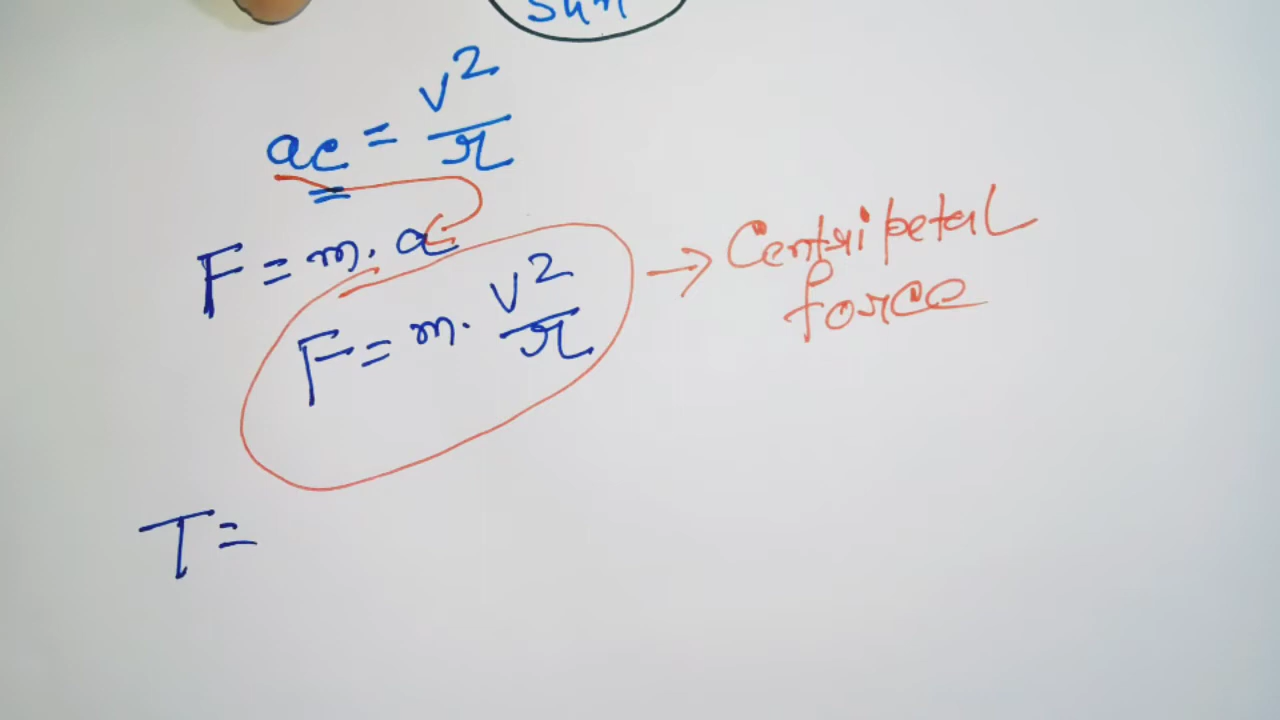 Sun
ac = v²/r
F = m. a
F = m. v²/r → Centripetal
force
T =